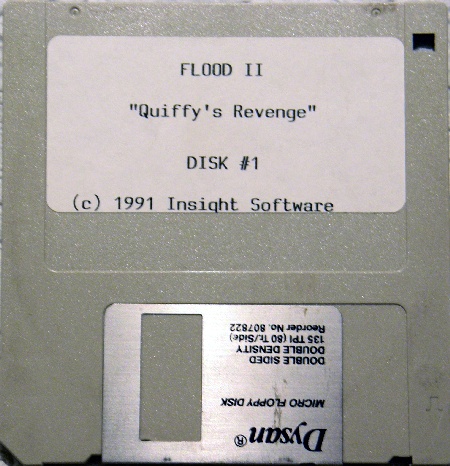 FLOOD II
"Quiffy's Revenge"
DISK #1
(c) 1991 Insight Software
Dysan®
MICRO FLOPPY DISK
DOUBLE SIDED
DOUBLE DENSITY
135 TPI (80 Tr./Side)
Reorder No. 807822